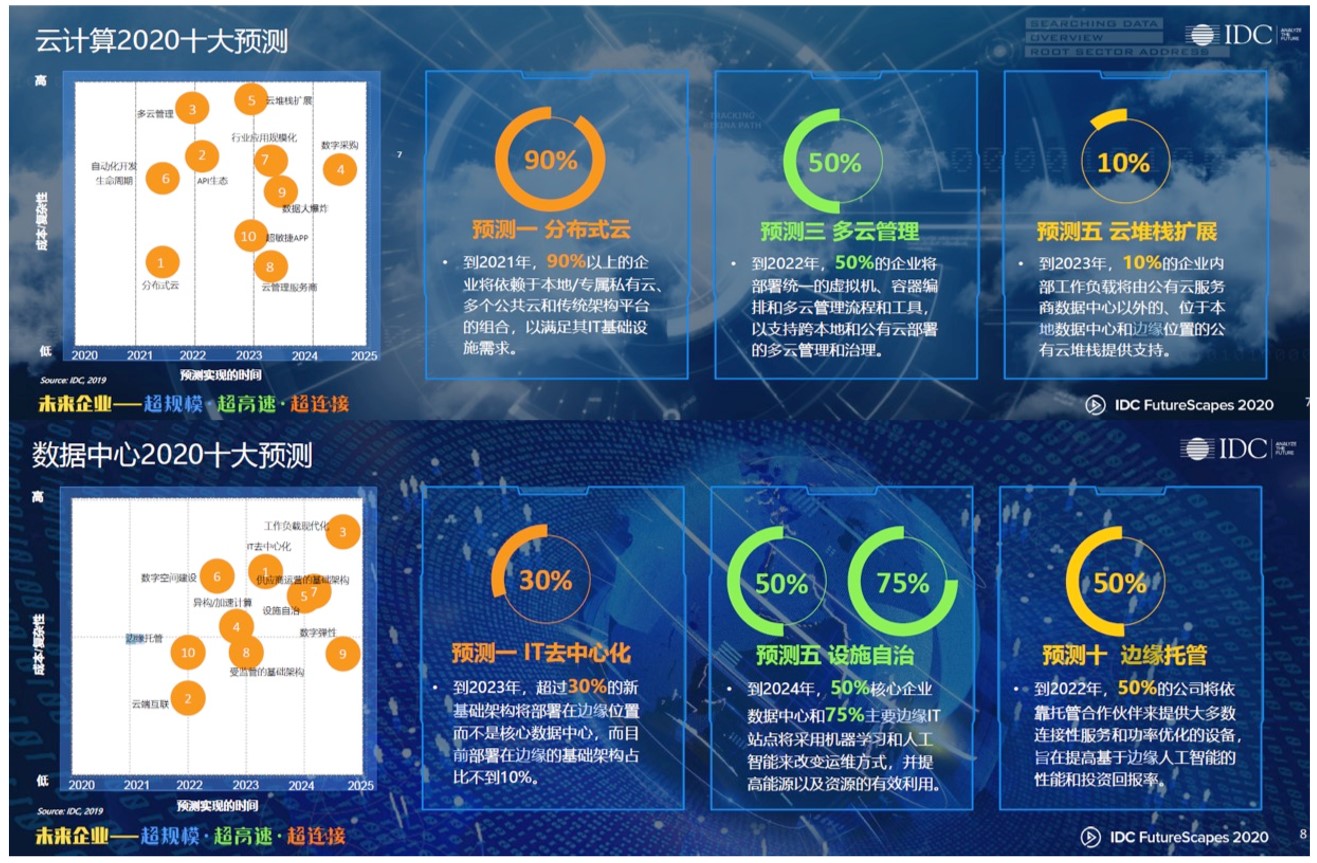 云计算2020十大预测
SEARCHING DATA
OVERVIEW
ROOT SECTOR ADDRESS
IDC
ANALYZE
THE
FUTURE
高
成本/复杂性
低
多云管理
3
5
云堆栈扩展
自动化开发
生命周期
6
2
API生态
行业应用规模化
7
数字采购
4
9
数据大爆炸
10
超敏捷APP
1
分布式云
8
云管理服务商
2020 2021 2022 2023 2024 2025
预测实现的时间
Source: IDC, 2019
未来企业——超规模·超高速·超连接
7
90%
预测一 分布式云
• 到2021年，90%以上的企
业将依赖于本地/专属私有云、
多个公共云和传统架构平台
的组合，以满足其IT基础设
施需求。
50%
预测三 多云管理
• 到2022年，50%的企业将
部署统一的虚拟机、容器编
排和多云管理流程和工具，
以支持跨本地和公有云部署
的多云管理和治理。
10%
预测五 云堆栈扩展
• 到2023年，10%的企业内
部工作负载将由公有云服务
商数据中心以外的、位于本
地数据中心和边缘位置的公
有云堆栈提供支持。
IDC FutureScapes 2020
7
数据中心2020十大预测
IDC
ANALYZE
THE
FUTURE
高
成本/复杂性
低
工作负载现代化
3
IT去中心化
1
数字空间建设
6
供应商运营的基础架构
7
5
设施自治
异构/加速计算
4
边缘托管
10
8
受监管的基础架构
数字弹性
9
云端互联
2
2020 2021 2022 2023 2024 2025
预测实现的时间
Source: IDC, 2019
未来企业——超规模·超高速·超连接
30%
预测一 IT去中心化
• 到2023年，超过30%的新
基础架构将部署在边缘位置
而不是核心数据中心，而目
前部署在边缘的基础架构占
比不到10%。
50%
75%
预测五 设施自治
• 到2024年，50%核心企业
数据中心和75%主要边缘IT
站点将采用机器学习和人工
智能来改变运维方式，并提
高能源以及资源的有效利用。
50%
预测十 边缘托管
• 到2022年，50%的公司将依
靠托管合作伙伴来提供大多数
连接性服务和功率优化的设备，
旨在提高基于边缘人工智能的
性能和投资回报率。
IDC FutureScapes 2020
8